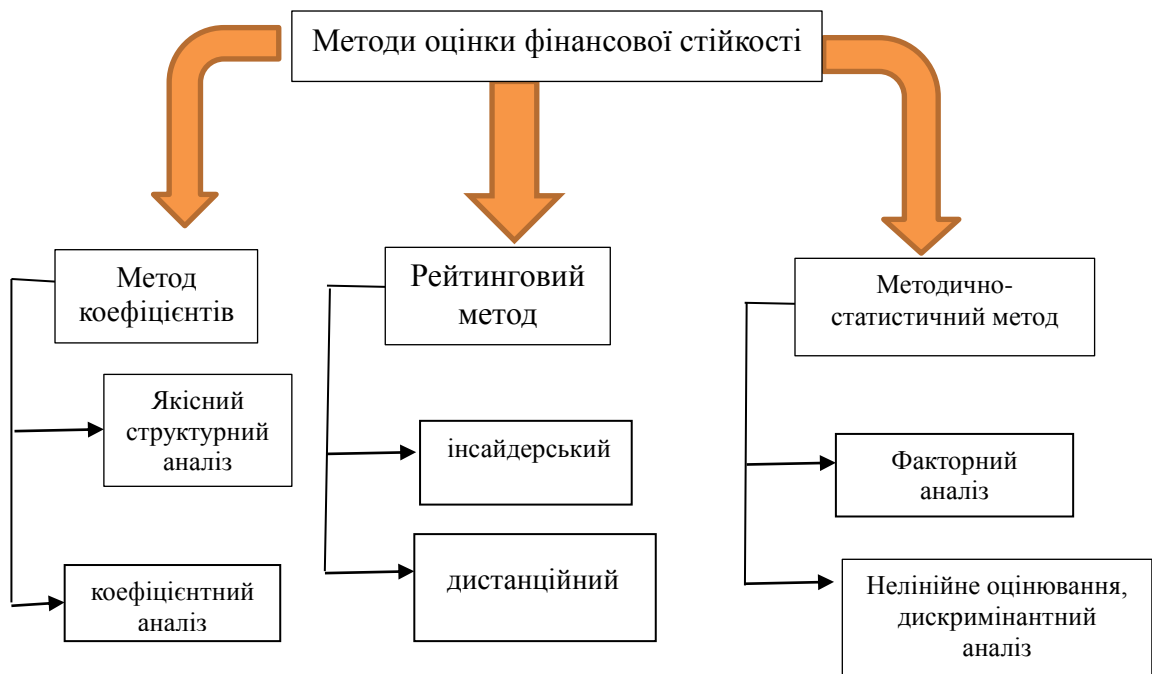 Методи оцінки фінансової стійкості
Метод
коефіцієнтів
Якісний
структурний
аналіз
коефіцієнтний
аналіз
Рейтинговий
метод
інсайдерський
дистанційний
Методично-
статистичний метод
Факторний
аналіз
Нелінійне оцінювання,
дискримінантний
аналіз